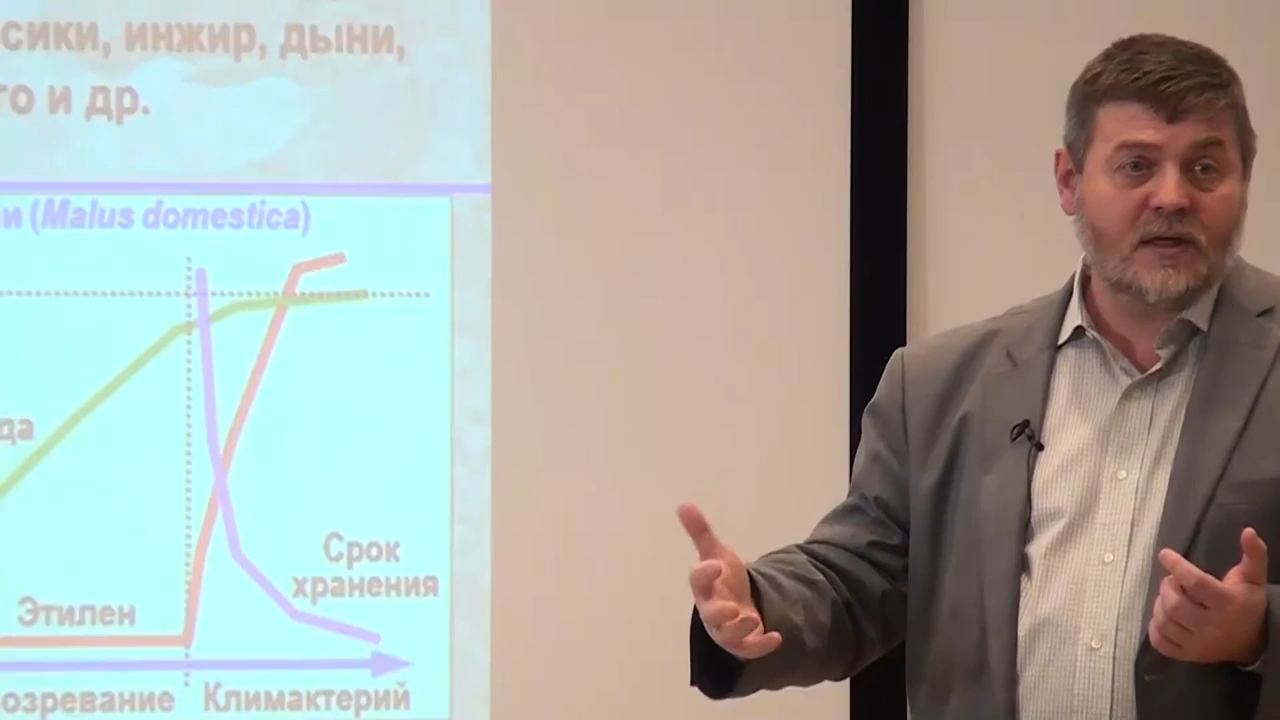 сики, инжир, дыни,
го и др.
и (Malus domestica)
да
Срок
хранения
Этилен
озревание Климактерий